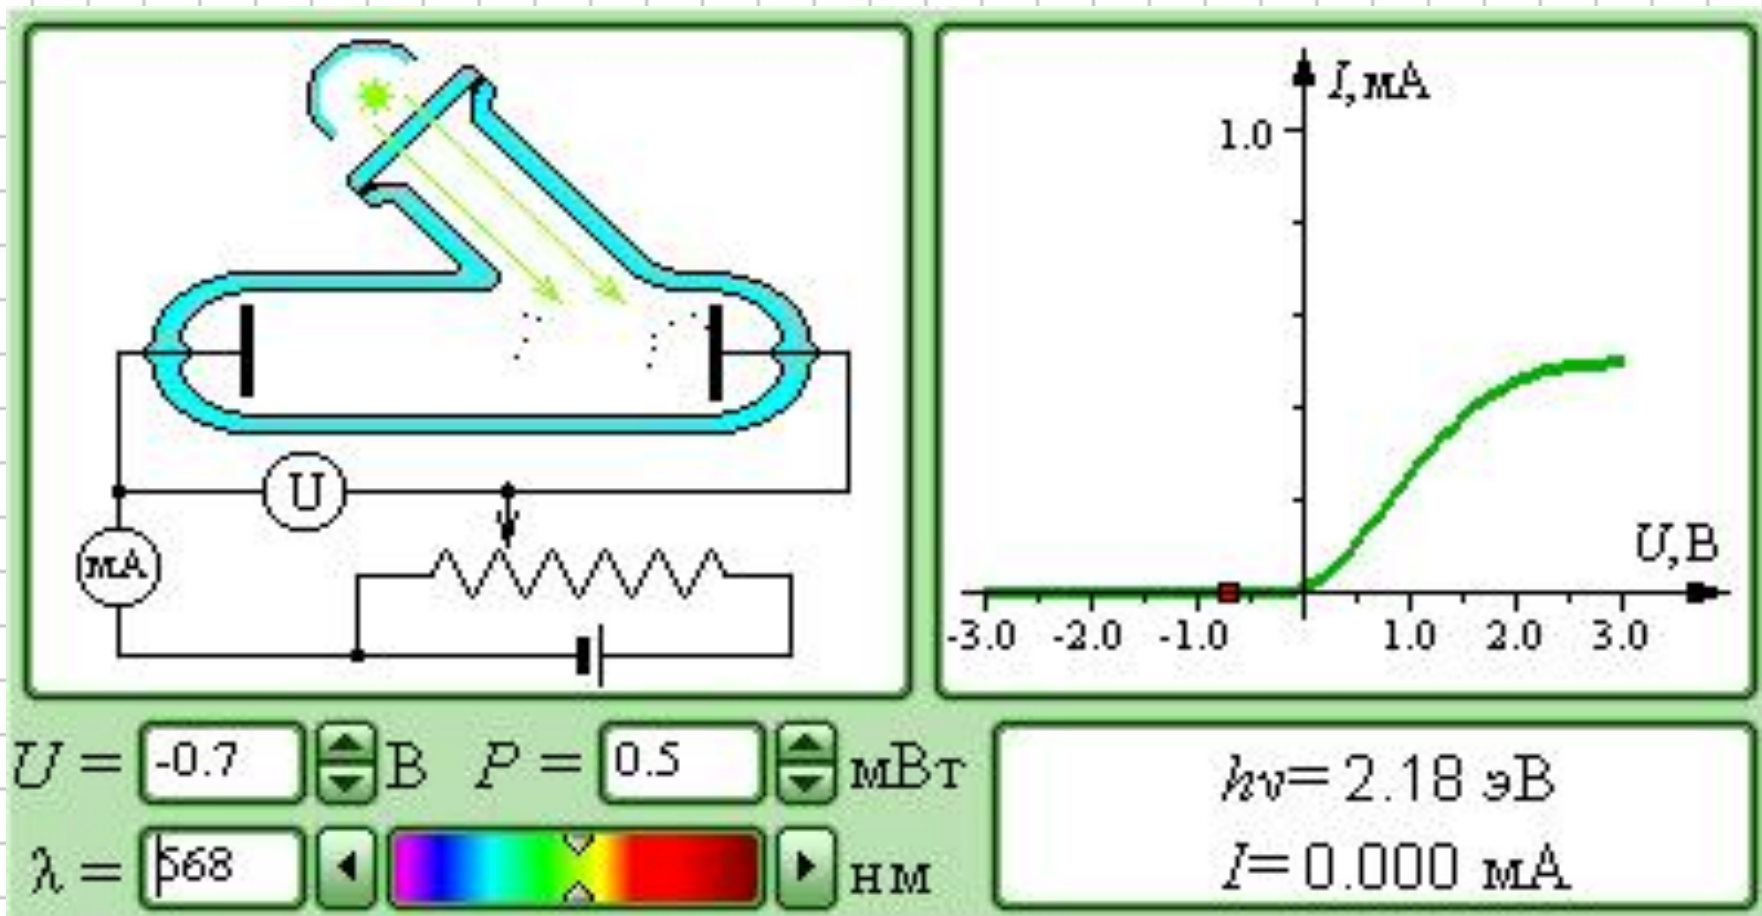 U
мА
I,мА
1.0
U,В
-3.0 -2.0 -1.0 1.0 2.0 3.0
U = -0.7 В P = 0.5 мВт
λ = 568 нм
hν= 2.18 эВ
I= 0.000 мА